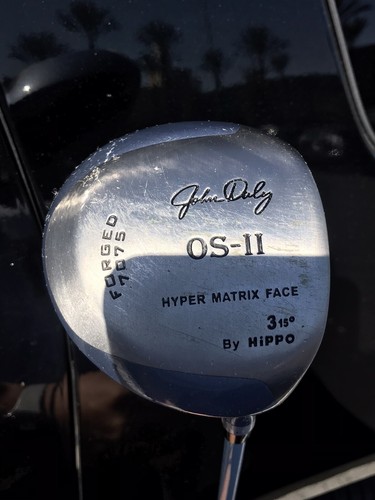 John Daly
OS-II
FORGED
F7075
HYPER MATRIX FACE
3 15°
By HiPPO